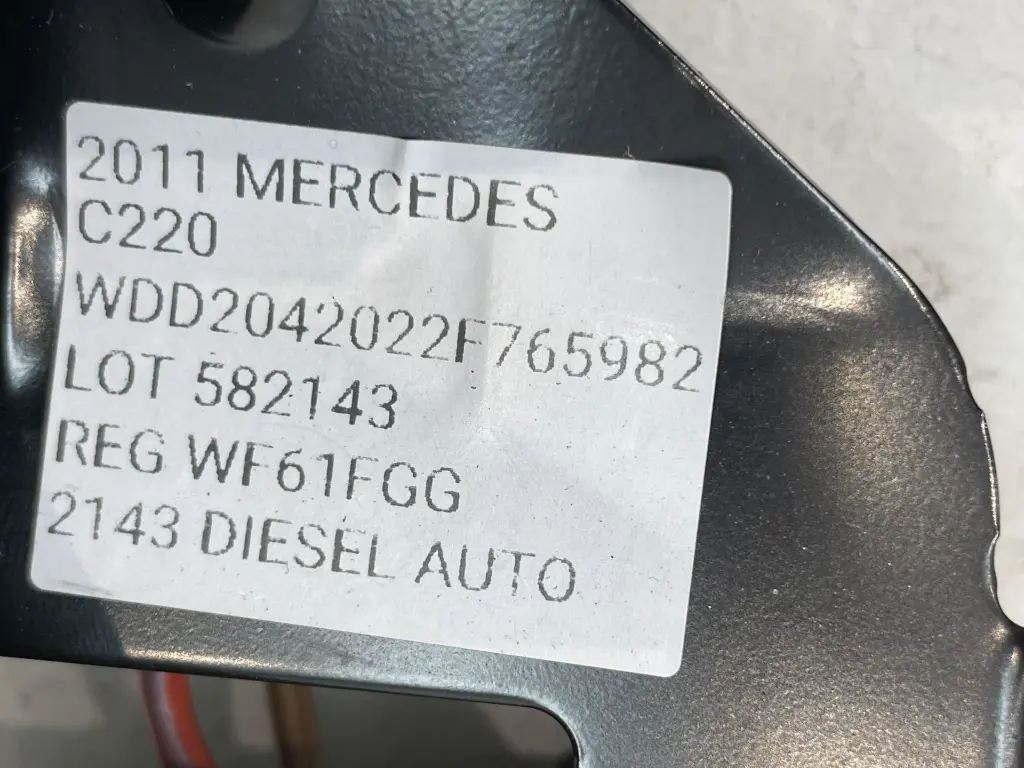 2011 MERCEDES
C220
WDD2042022F765982
LOT 582143
REG WF61FGG
2143 DIESEL AUTO